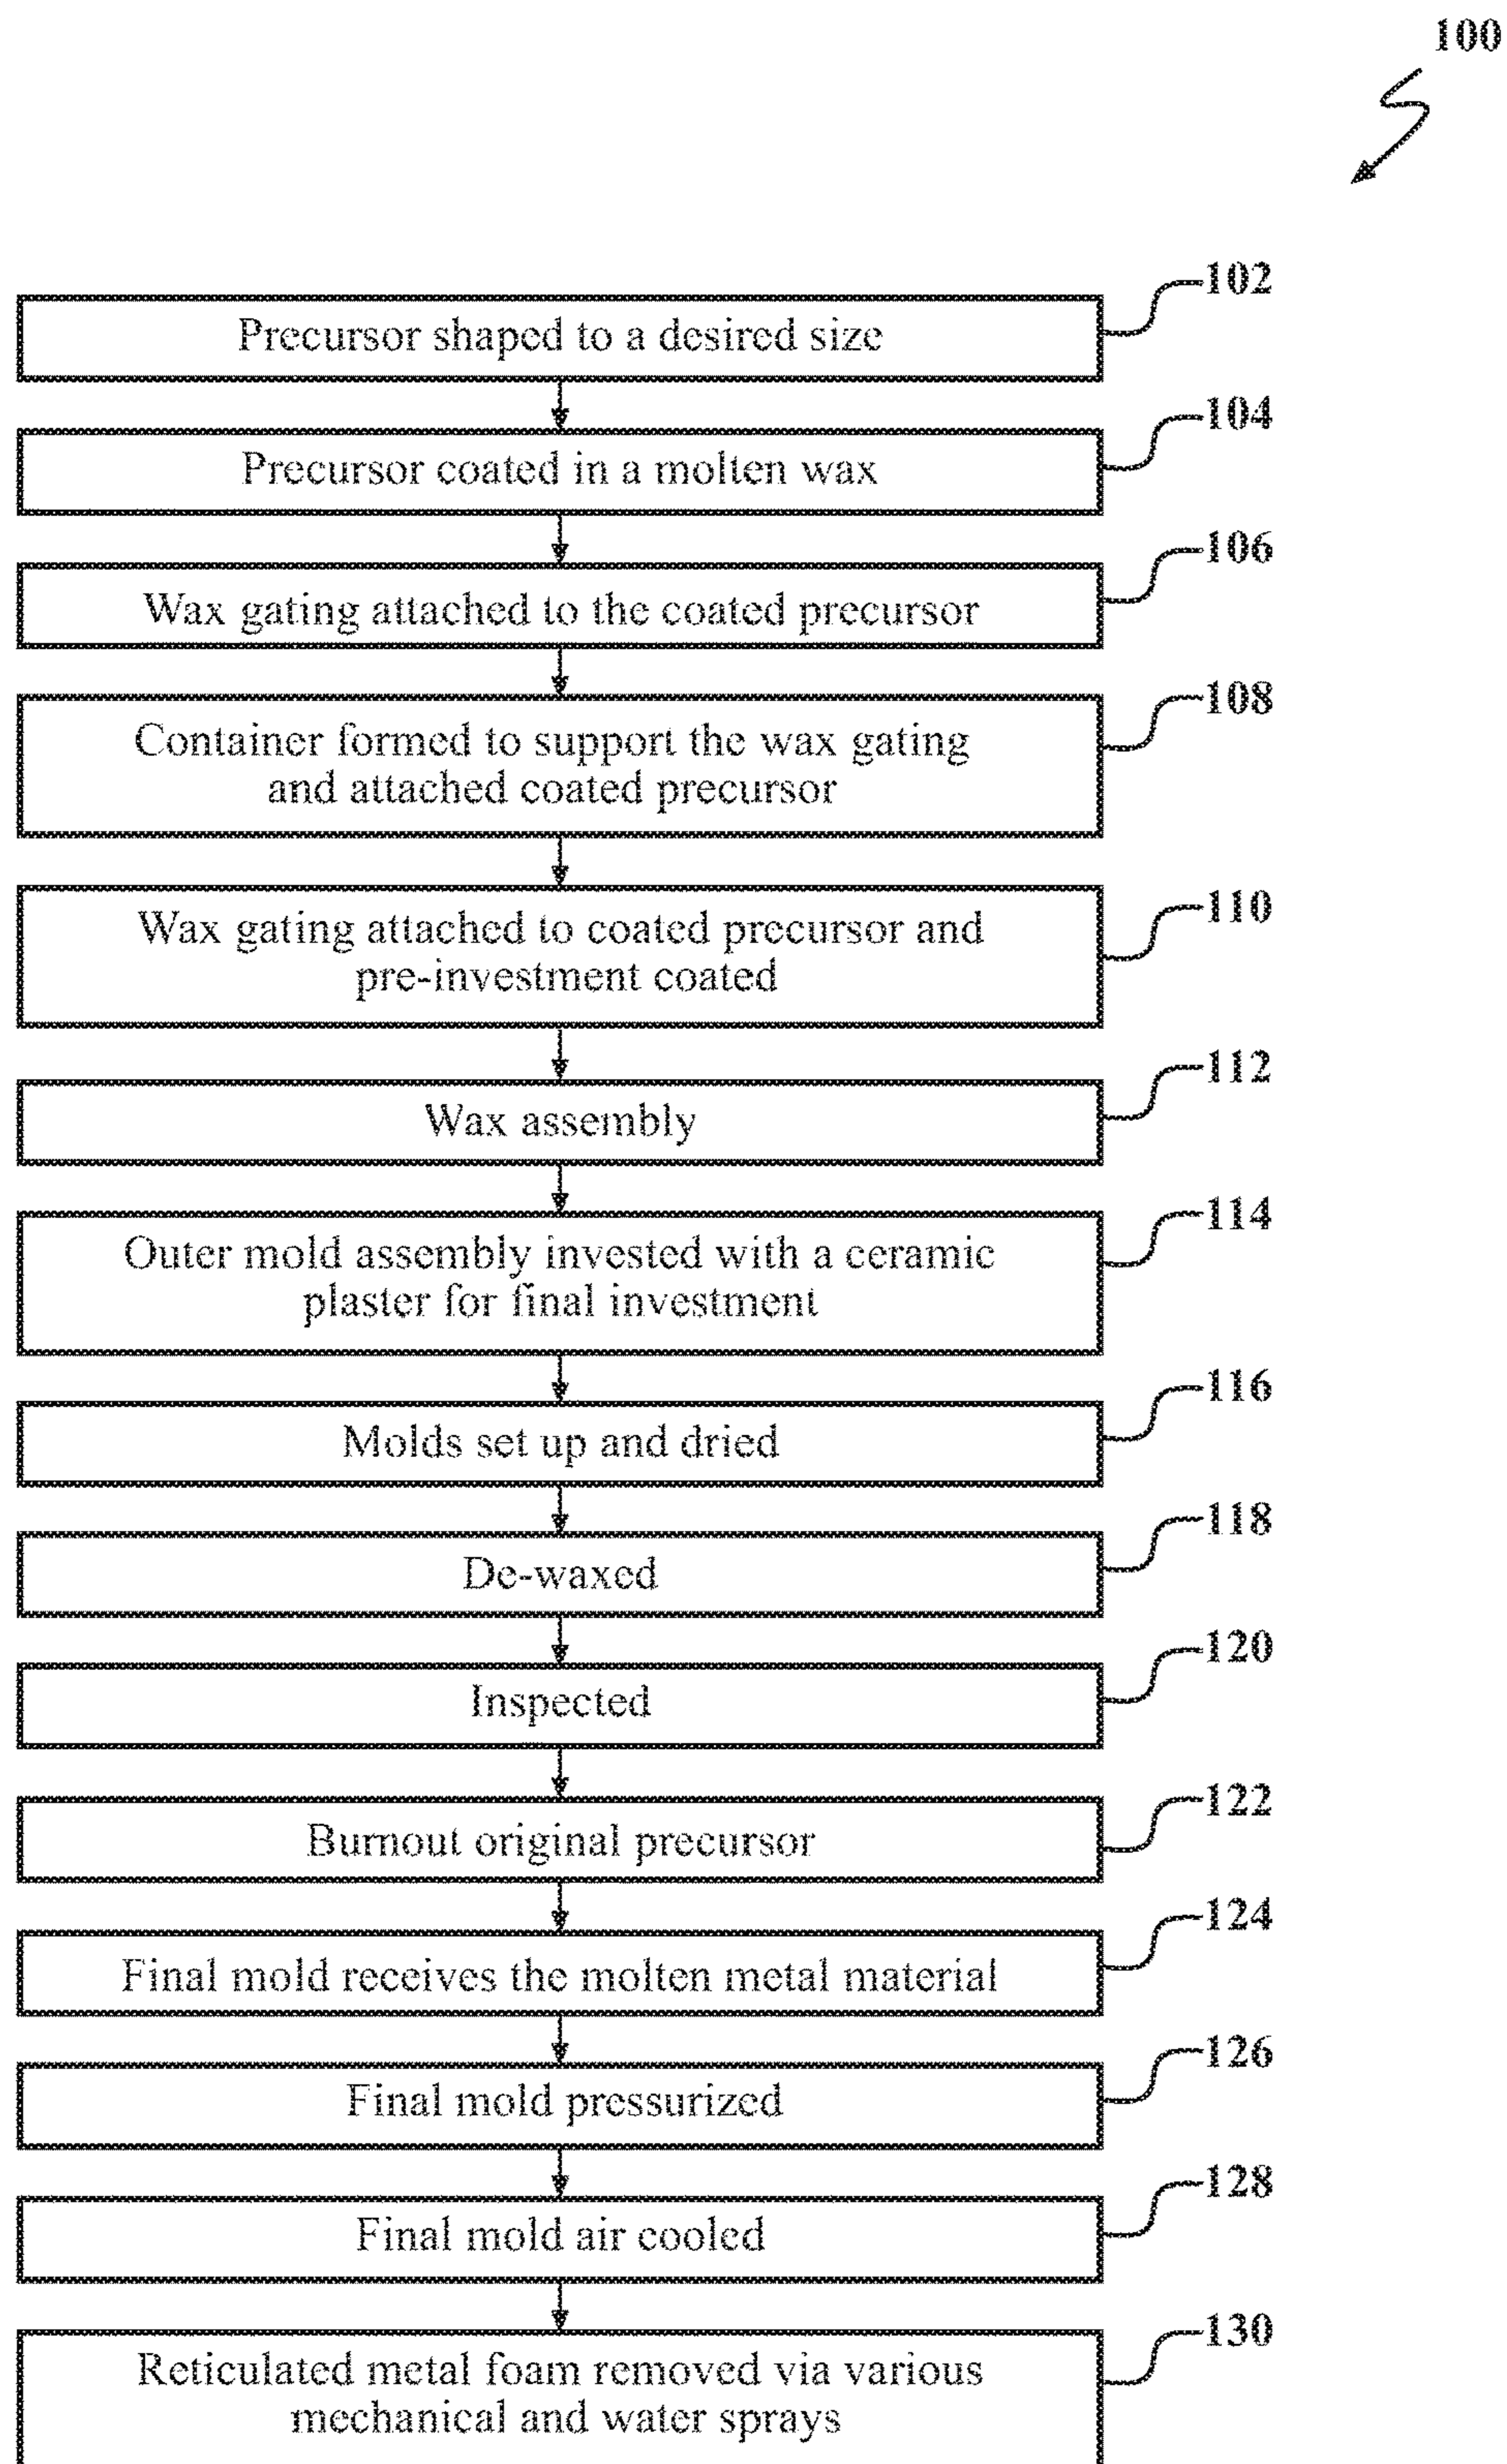 100
102
Precursor shaped to a desired size
104
Precursor coated in a molten wax
106
Wax gating attached to the coated precursor
108
Container formed to support the wax gating
and attached coated precursor
110
Wax gating attached to coated precursor and
pre-investment coated
112
Wax assembly
114
Outer mold assembly invested with a ceramic
plaster for final investment
116
Molds set up and dried
118
De-waxed
120
Inspected
122
Burnout original precursor
124
Final mold receives the molten metal material
126
Final mold pressurized
128
Final mold air cooled
130
Reticulated metal foam removed via various
mechanical and water sprays